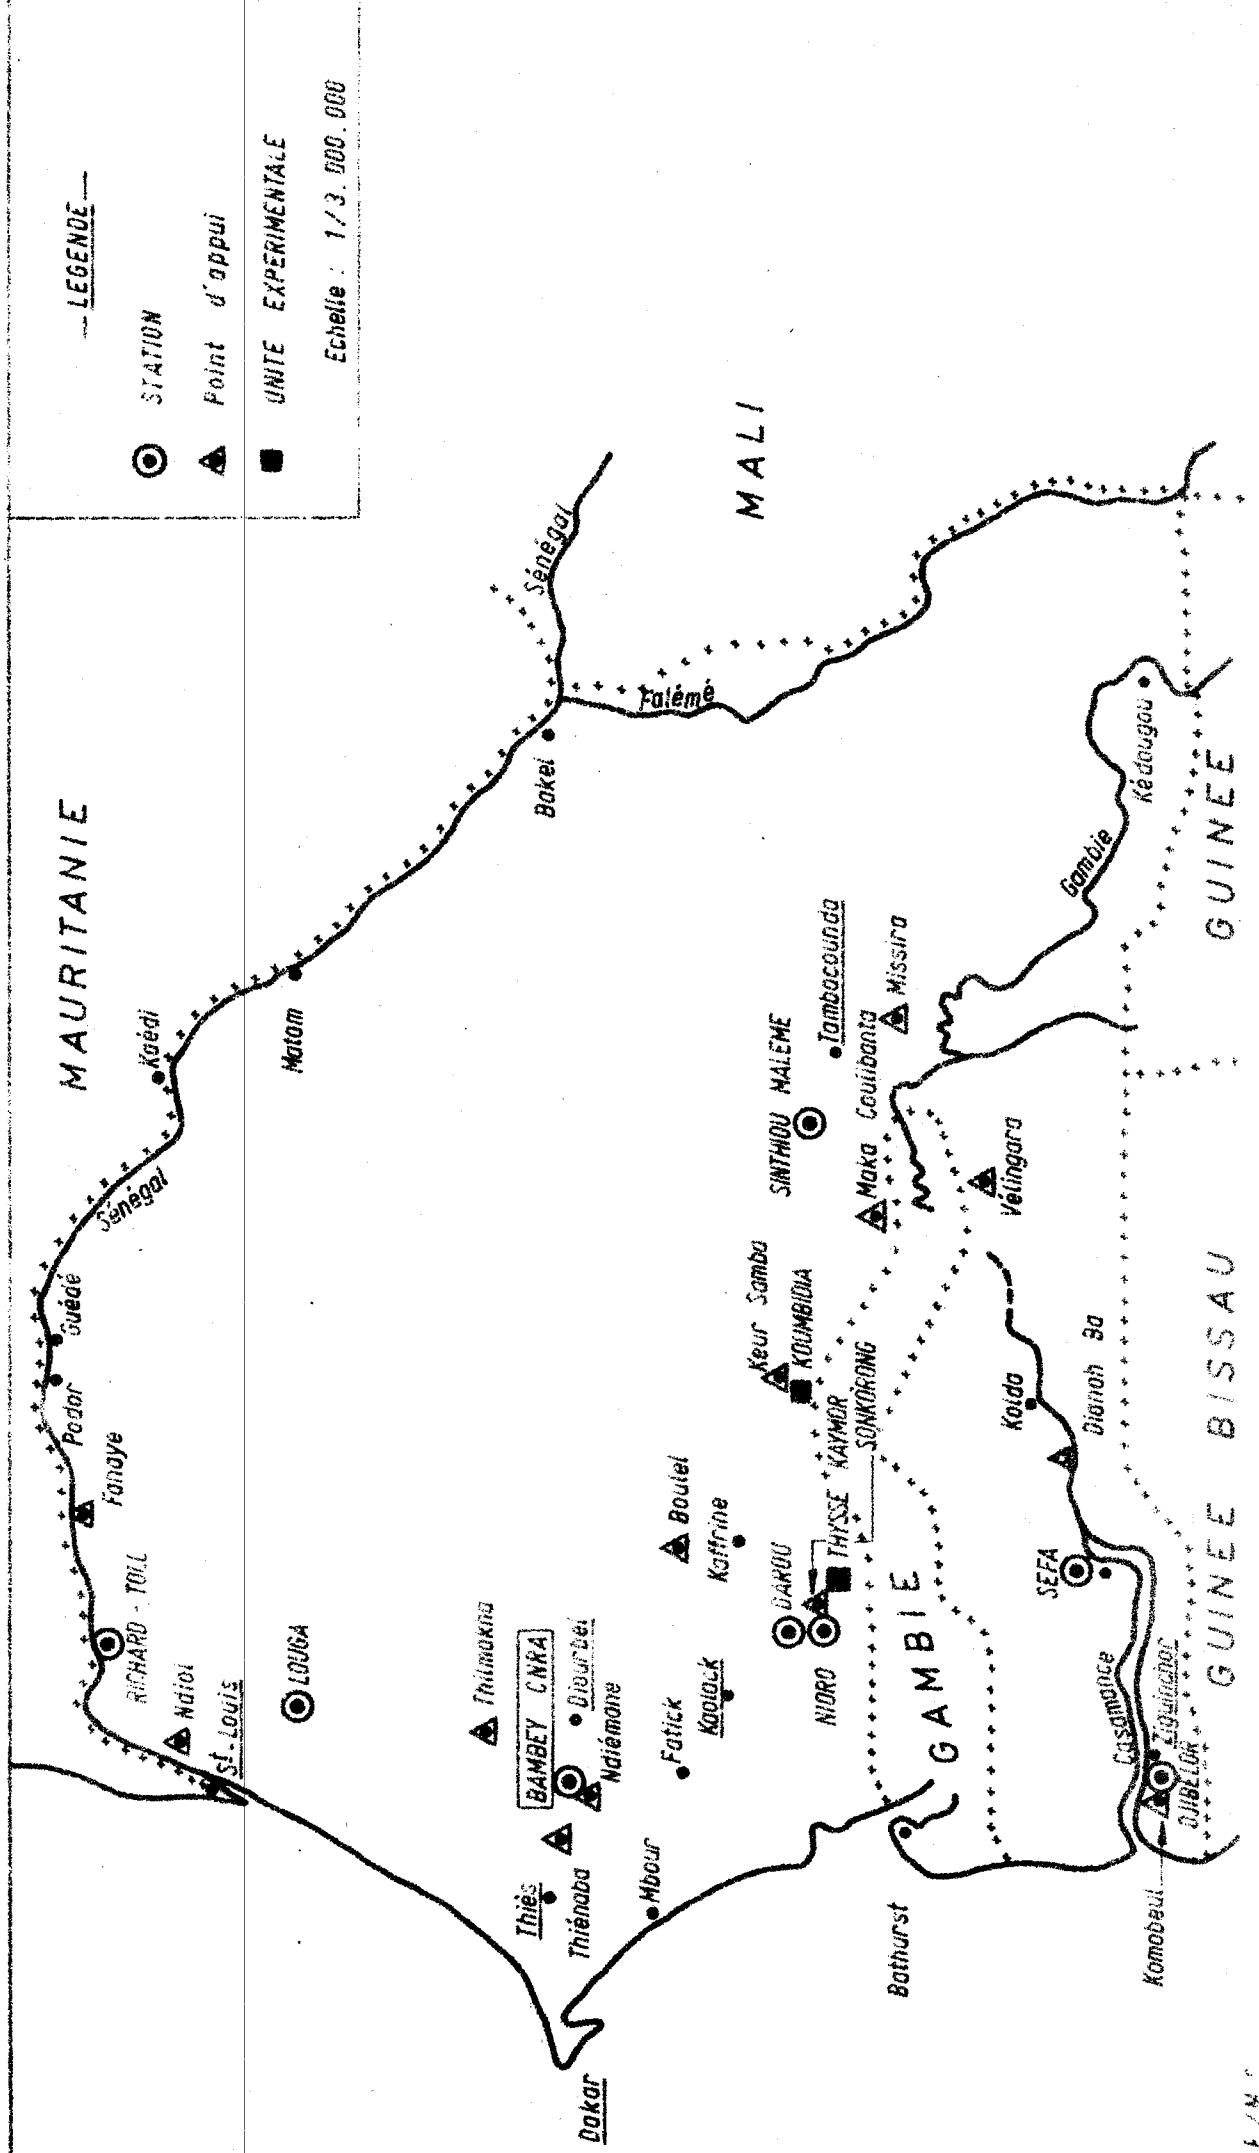 LEGENDE
STATION
Point d'appui
UNITE EXPERIMENTALE
Echelle : 1/3.000.000
MAURITANIE
Sénégal
Kaédi
Guédé
Podor
Fanaye
RICHARD - TOLL
Ndiol
St. Louis
LOUGA
Matam
Bakel
Sénégal
Falémé
MALI
Thilmakha
BAMBEY CNRA
Diourbel
Ndiémane
Thiès
Thiénaba
Dakar
Mbour
Fatick
Kaolack
Boulel
Kaffrine
DAROU
NIORO
THYSSE KAYMOR
SONKORONG
Keur Samba
KOUMBIDIA
SINTHIOU MALEME
Tambacounda
Maka Coulibanta
Missira
Gambie
Kédougou
GUINEE
GAMBIE
Bathurst
Vélingara
Kolda
Dianah Ba
SEFA
Casamance
Ziguinchor
DJIBELOR
Komobeul
GUINEE BISSAU